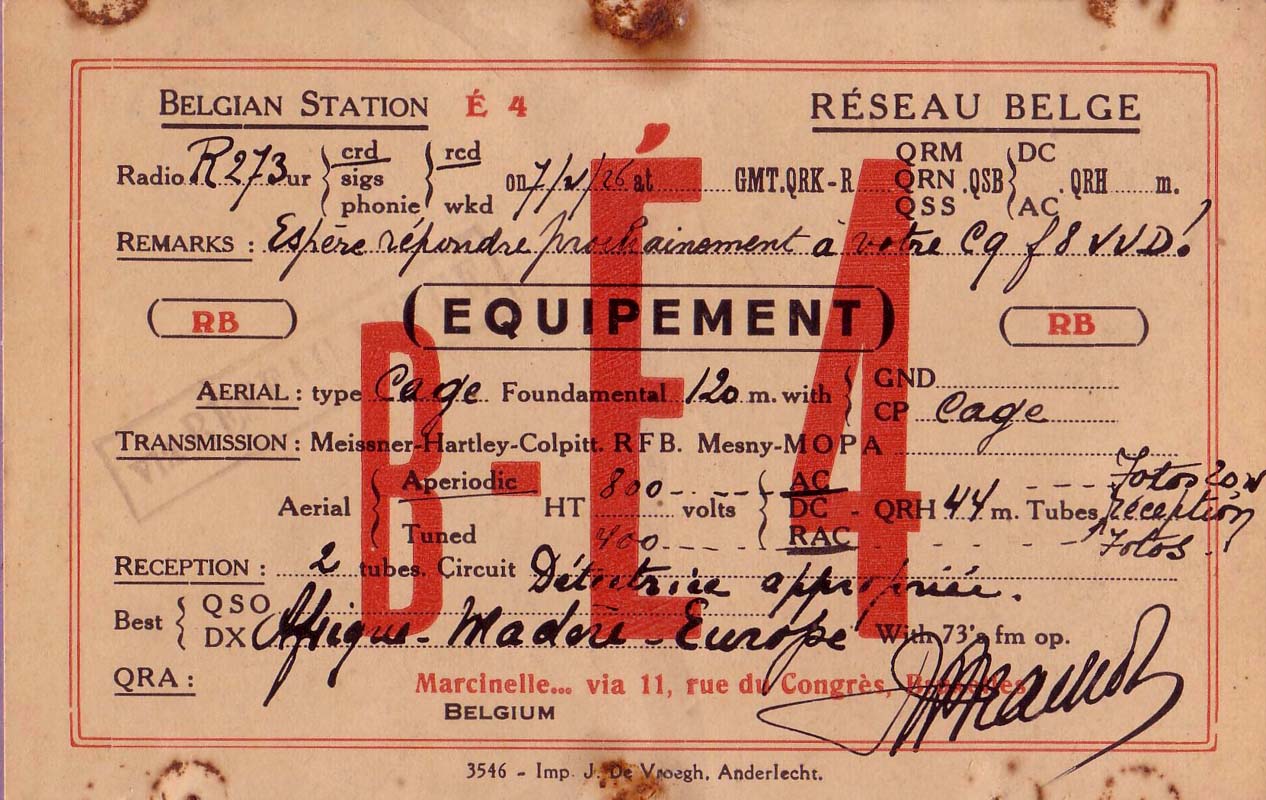 BELGIAN STATION É 4 RÉSEAU BELGE
Radio R273 ur { crd sigs phonie } rcd wkd on 7/ /26 at GMT.QRK-R QRM QRN QSS .QSB { DC AC .QRH m.
REMARKS : Espère répondre prochainement à votre Cq f8VVD!
B-É4
RB (EQUIPEMENT) RB
AERIAL : type Cage Foundamental 120 m. with { GND
CP Cage
TRANSMISSION : Meissner-Hartley-Colpitt. RFB. Mesny-MOPA
Aerial { Aperiodic Tuned HT 800 400 volts { AC DC RAC - QRH 44 m. Tubes Fotos 20w réception Fotos
RECEPTION : 2 tubes. Circuit Détectrice appropriée.
Best { QSO DX Afrique - Madère - Europe With 73's fm op.
QRA : Marcinelle... via 11, rue du Congrès, Bruxelles
BELGIUM
3546 - Imp. J. De Vroegh, Anderlecht.